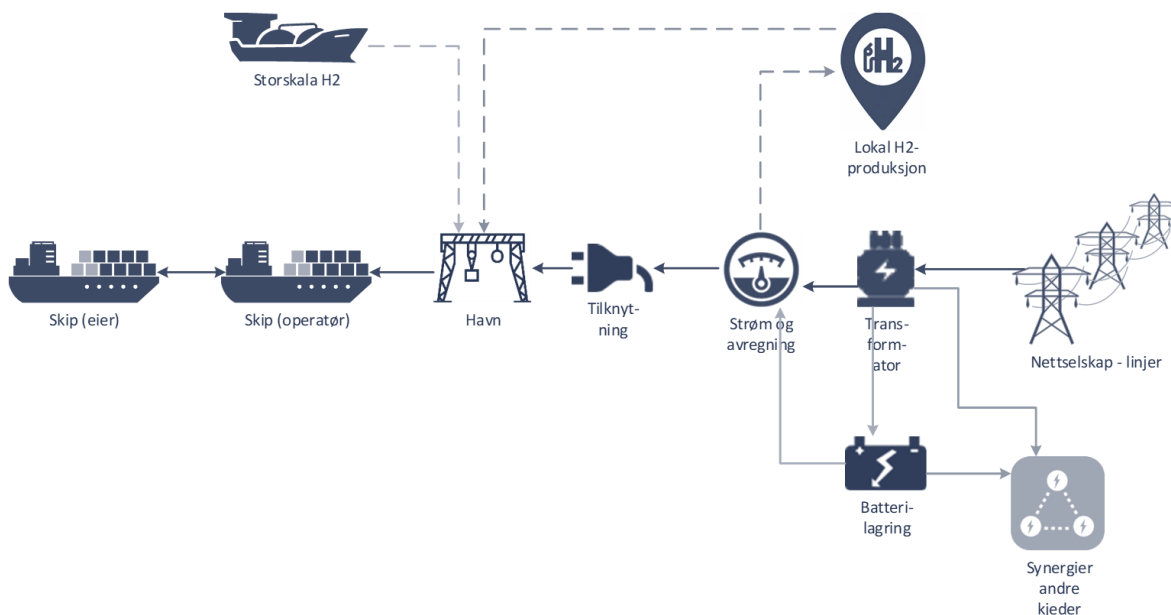 Storskala H2
H2
Lokal H2-
produksjon
Skip (eier)
Skip (operatør)
Havn
Tilknyt-
ning
Strøm og
avregning
Trans-
form-
ator
Nettselskap - linjer
Batteri-
lagring
Synergier
andre
kieder